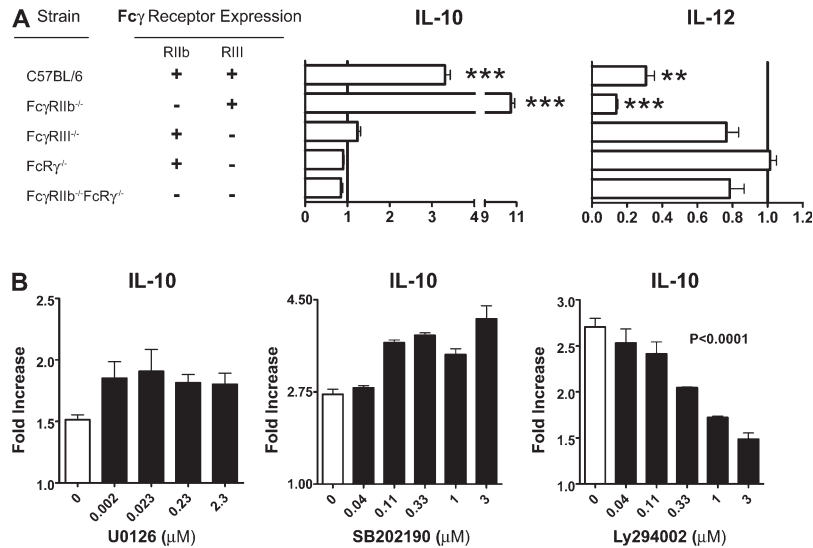 A Strain Fcγ Receptor Expression IL-10 IL-12
RIIb RIII
C57BL/6 + + *** **
FcγRIIb-/- - + *** ***
FcγRIII-/- + -
FcRγ-/- + -
FcγRIIb-/-FcRγ-/- - -
0 1 2 3 4 9 11 0.0 0.2 0.4 0.6 0.8 1.0 1.2
B IL-10 IL-10 IL-10
2.5 4.50 3.0
P<0.0001
2.0 2.75 2.5
1.5 2.0
1.5
1.0 1.00 1.0
Fold Increase Fold Increase Fold Increase
0 0.002 0.023 0.23 2.3 0 0.04 0.11 0.33 1 3 0 0.04 0.11 0.33 1 3
U0126 (μM) SB202190 (μM) Ly294002 (μM)